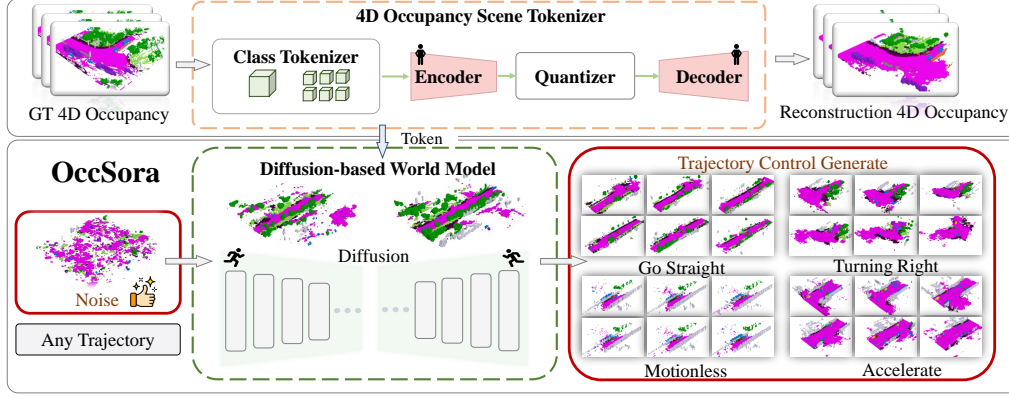 4D Occupancy Scene Tokenizer
Class Tokenizer
Encoder
Quantizer
Decoder
GT 4D Occupancy
Reconstruction 4D Occupancy
Token
OccSora
Diffusion-based World Model
Trajectory Control Generate
Diffusion
Noise
Any Trajectory
Go Straight
Turning Right
Motionless
Accelerate